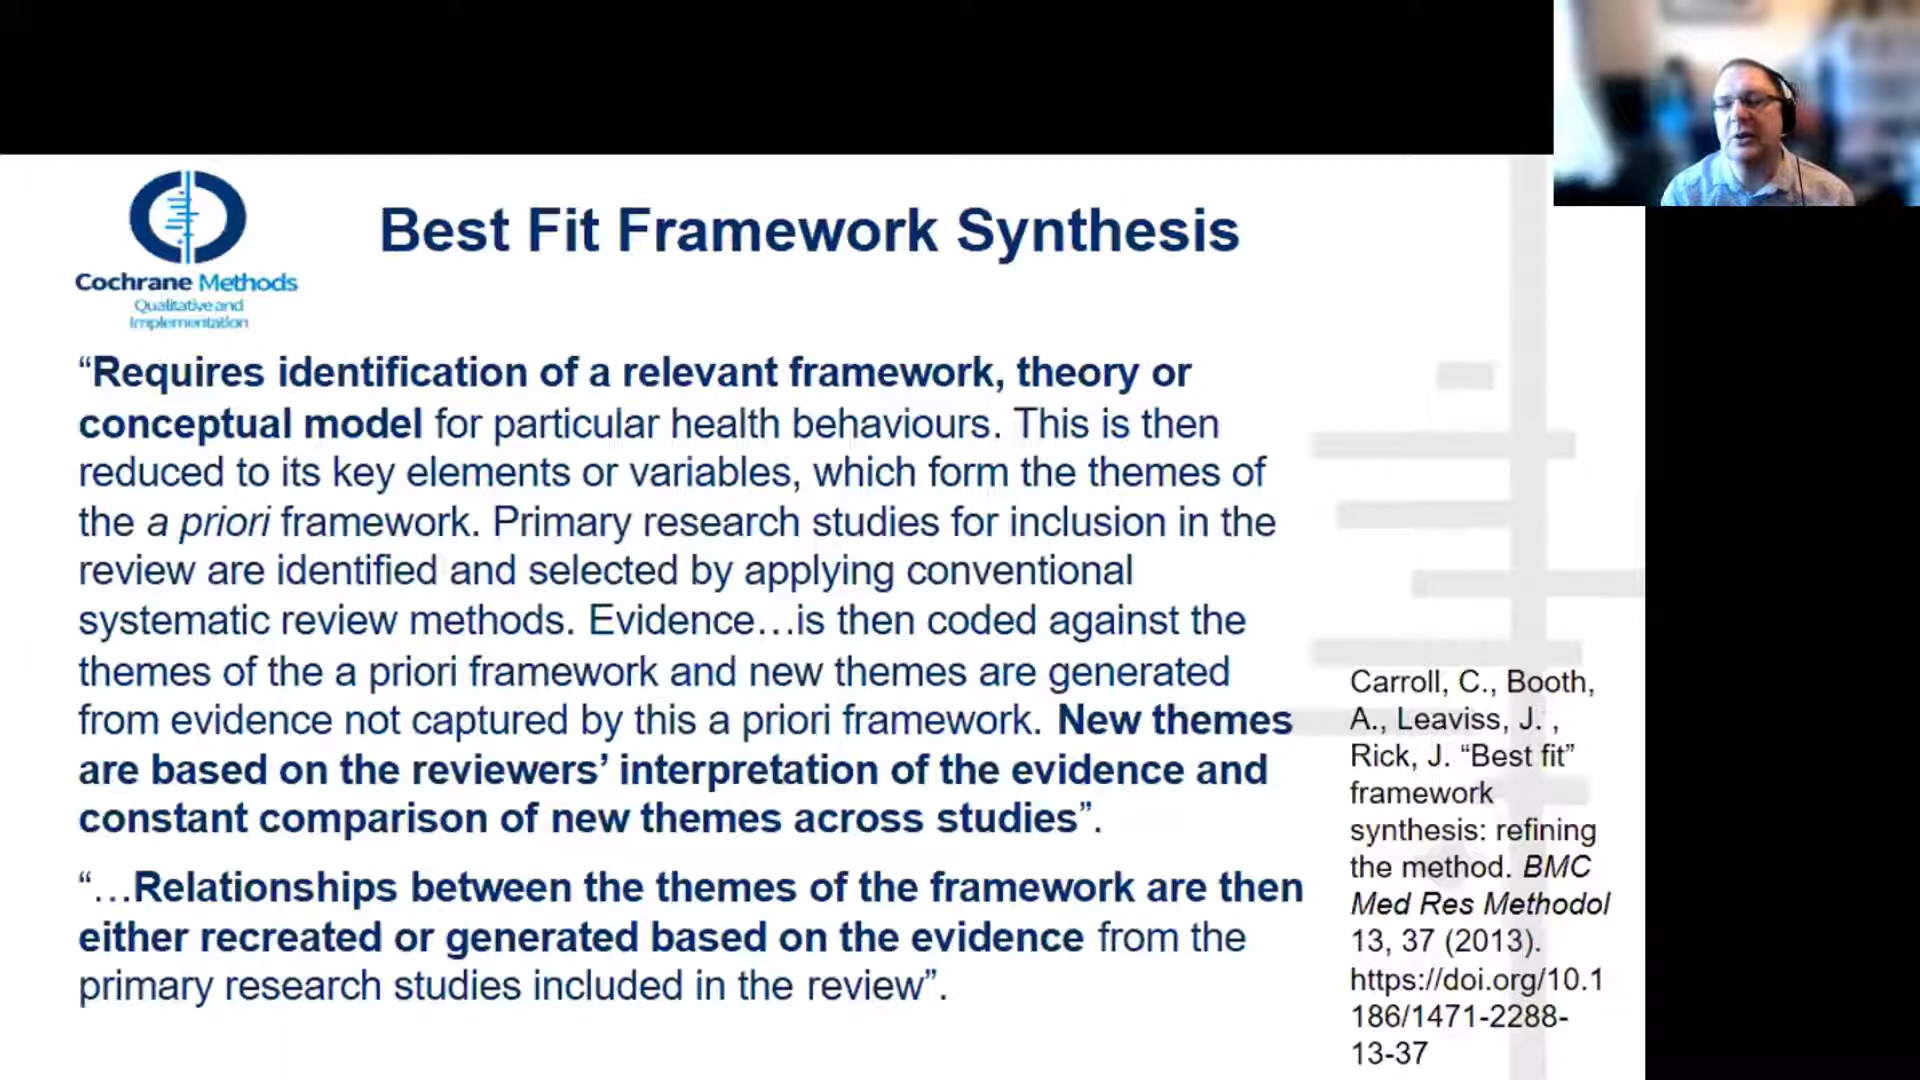 Cochrane Methods
Qualitative and
Implementation
Best Fit Framework Synthesis
“Requires identification of a relevant framework, theory or
conceptual model for particular health behaviours. This is then
reduced to its key elements or variables, which form the themes of
the a priori framework. Primary research studies for inclusion in the
review are identified and selected by applying conventional
systematic review methods. Evidence…is then coded against the
themes of the a priori framework and new themes are generated
from evidence not captured by this a priori framework. New themes
are based on the reviewers’ interpretation of the evidence and
constant comparison of new themes across studies”.
“…Relationships between the themes of the framework are then
either recreated or generated based on the evidence from the
primary research studies included in the review”.
Carroll, C., Booth,
A., Leaviss, J. ,
Rick, J. “Best fit”
framework
synthesis: refining
the method. BMC
Med Res Methodol
13, 37 (2013).
https://doi.org/10.1
186/1471-2288-
13-37